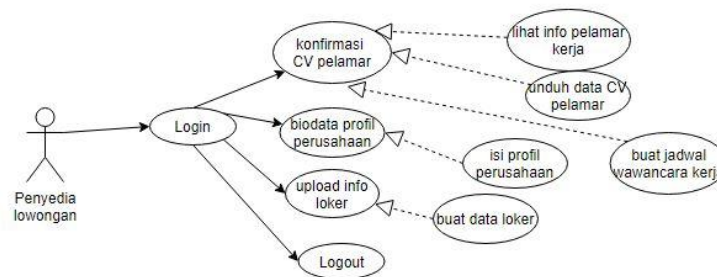 lihat info pelamar
kerja
konfirmasi
CV pelamar
unduh data CV
pelamar
Login
biodata profil
perusahaan
isi profil
perusahaan
buat jadwal
wawancara kerja
upload info
loker
buat data loker
Penyedia
lowongan
Logout